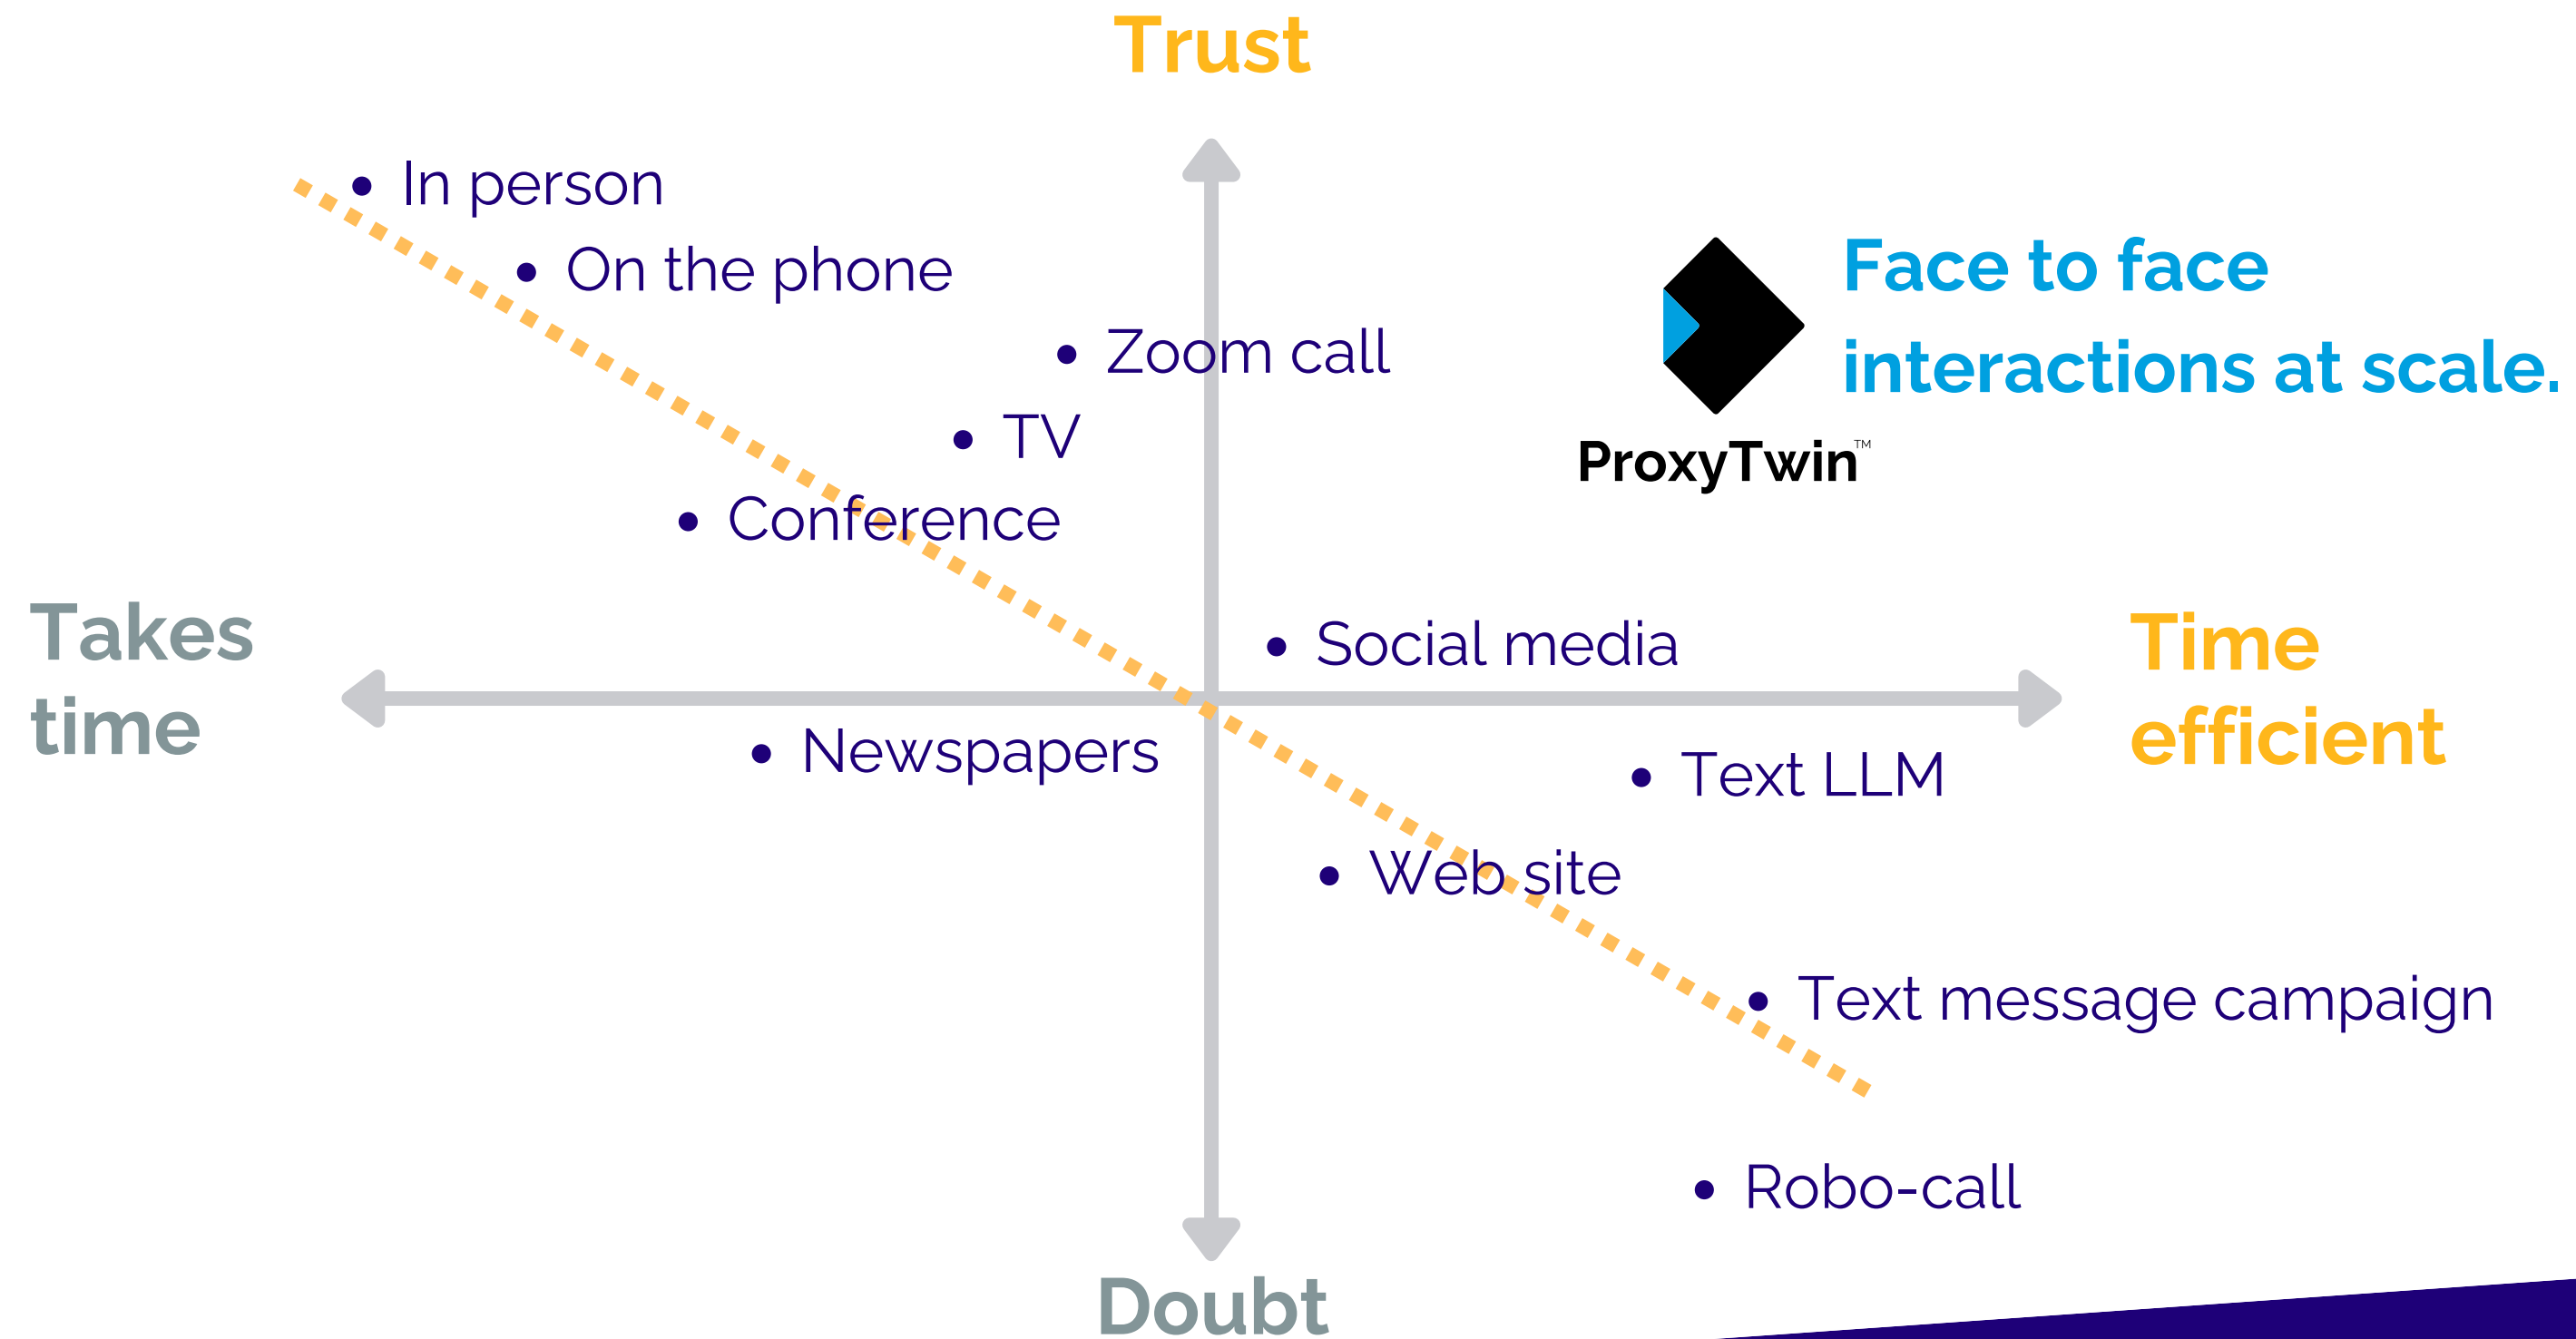 Trust
• In person
• On the phone
Face to face
interactions at scale.
• Zoom call
• TV
ProxyTwin™
• Conference
Takes
time
• Social media
Time
efficient
• Newspapers
• Text LLM
• Web site
• Text message campaign
• Robo-call
Doubt